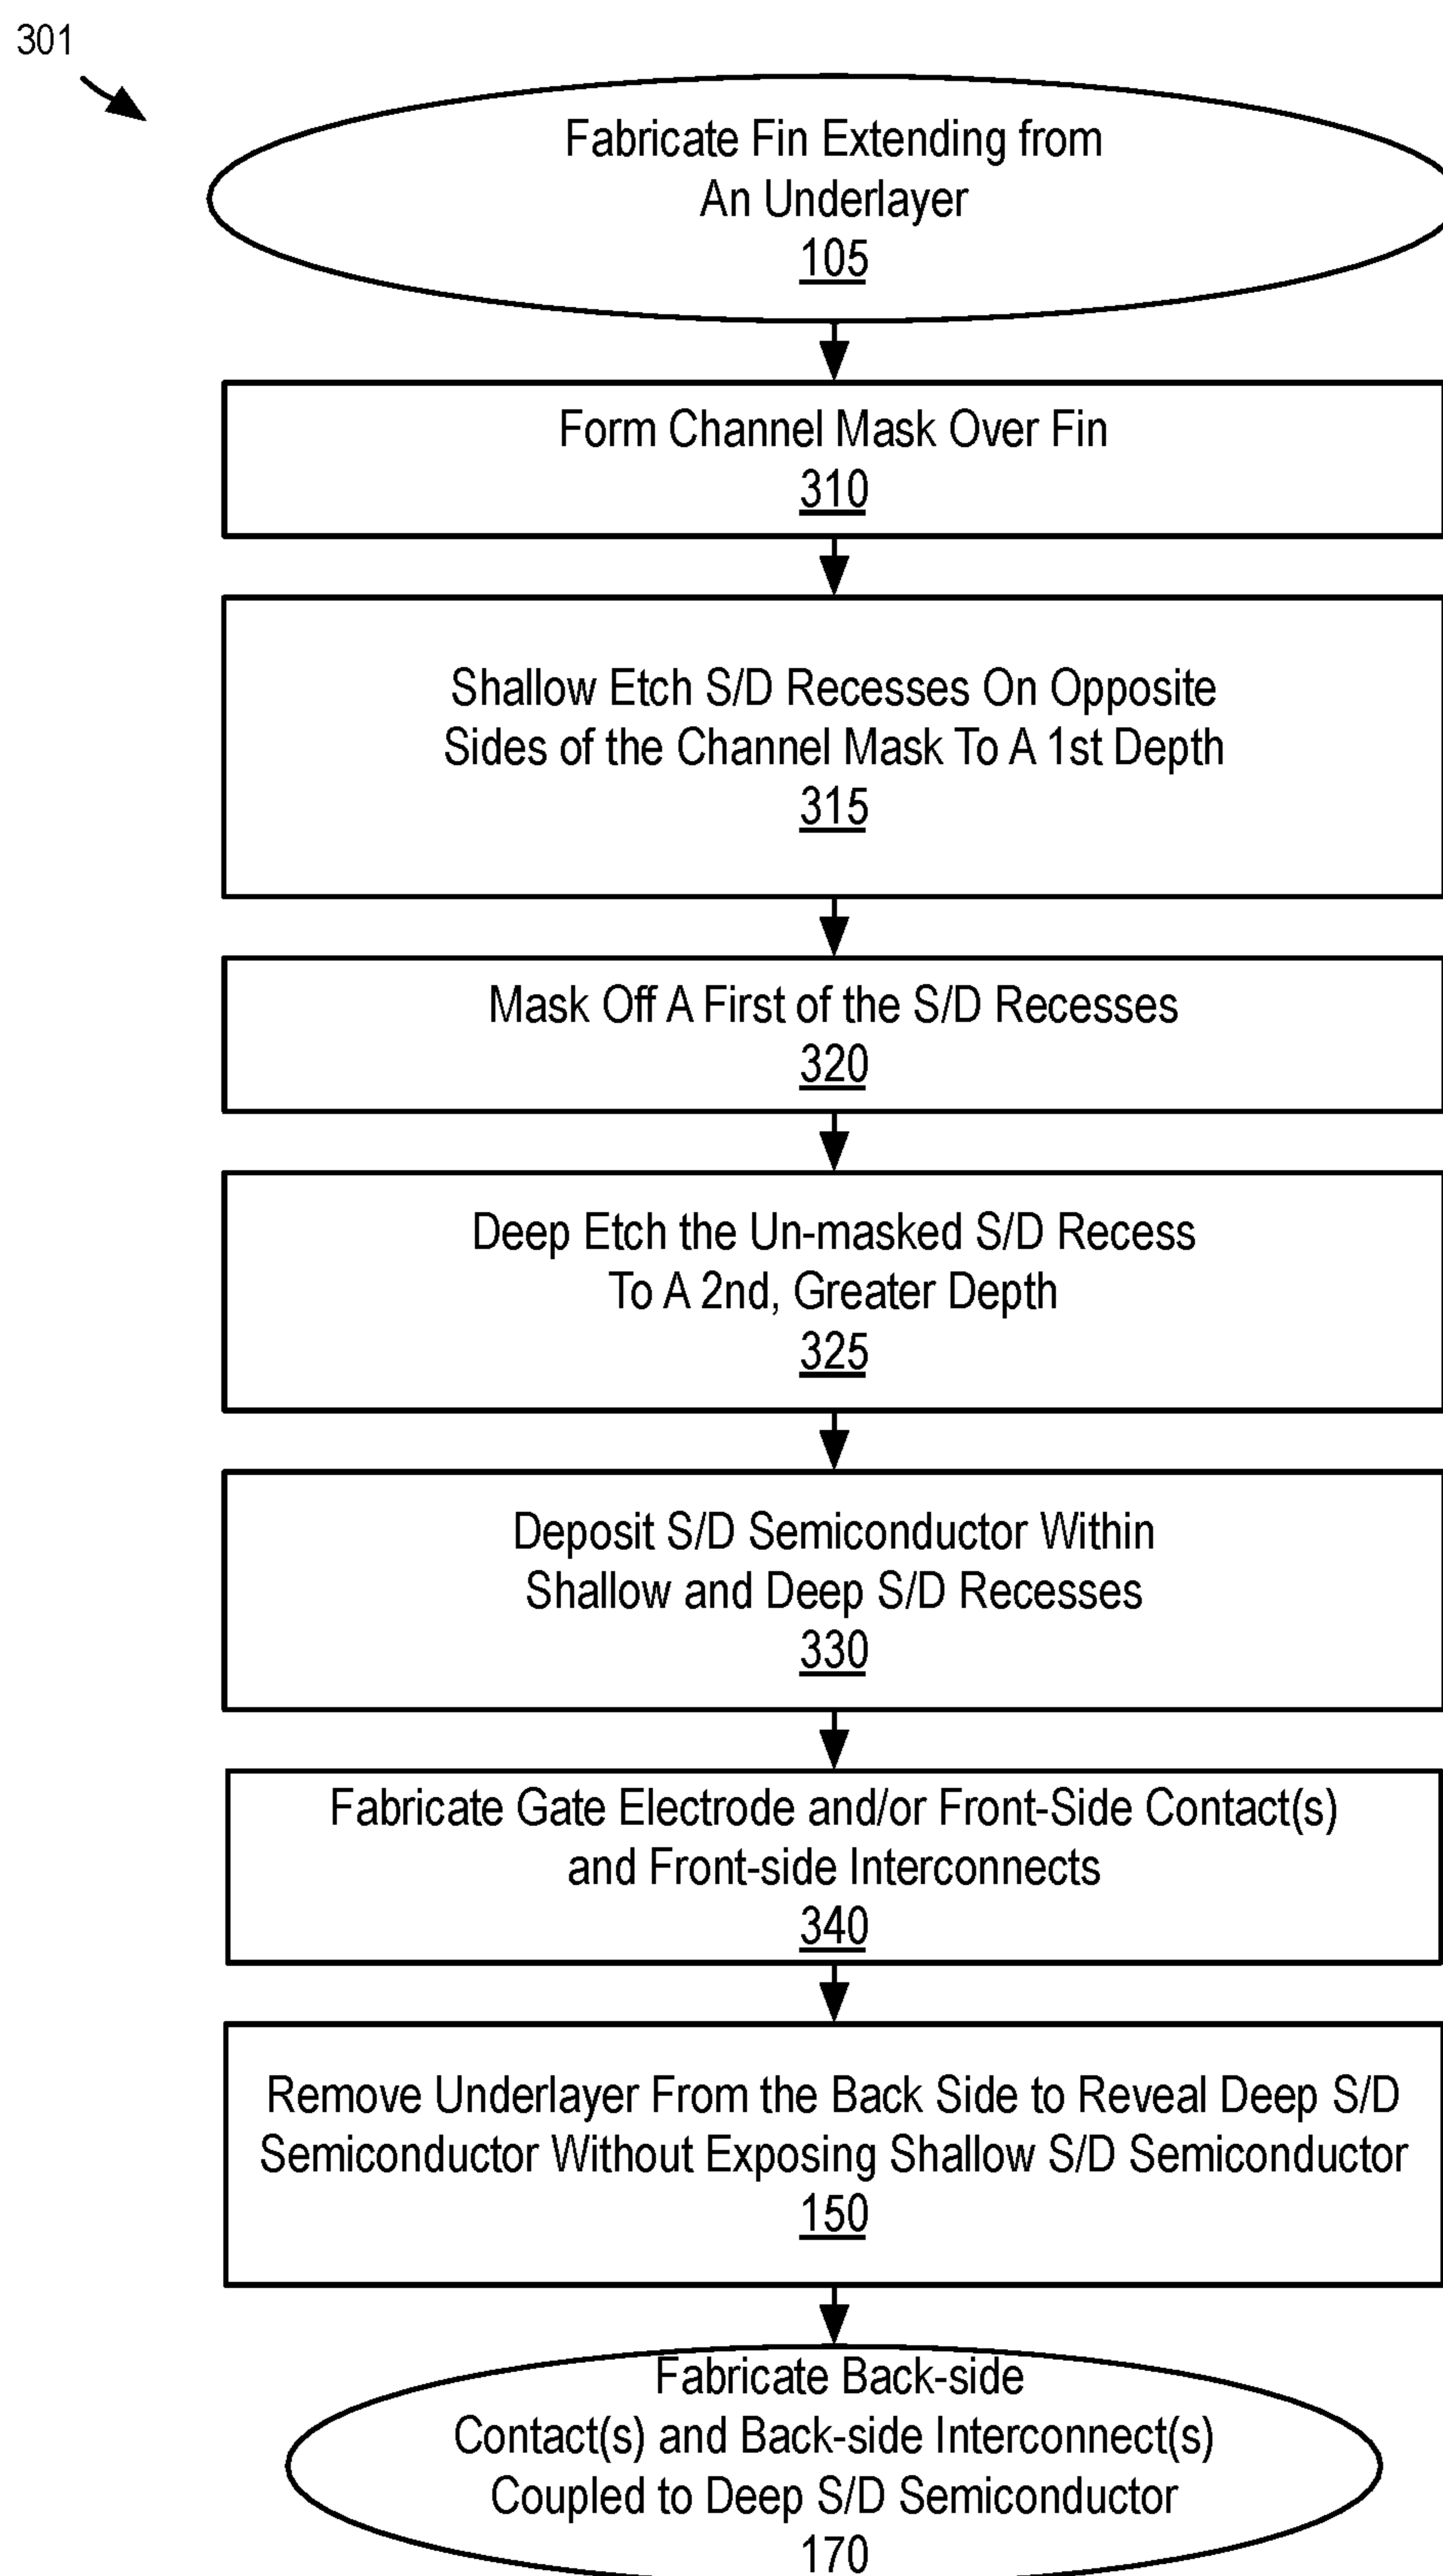 301
Fabricate Fin Extending from
An Underlayer
105
Form Channel Mask Over Fin
310
Shallow Etch S/D Recesses On Opposite
Sides of the Channel Mask To A 1st Depth
315
Mask Off A First of the S/D Recesses
320
Deep Etch the Un-masked S/D Recess
To A 2nd, Greater Depth
325
Deposit S/D Semiconductor Within
Shallow and Deep S/D Recesses
330
Fabricate Gate Electrode and/or Front-Side Contact(s)
and Front-side Interconnects
340
Remove Underlayer From the Back Side to Reveal Deep S/D
Semiconductor Without Exposing Shallow S/D Semiconductor
150
Fabricate Back-side
Contact(s) and Back-side Interconnect(s)
Coupled to Deep S/D Semiconductor
170